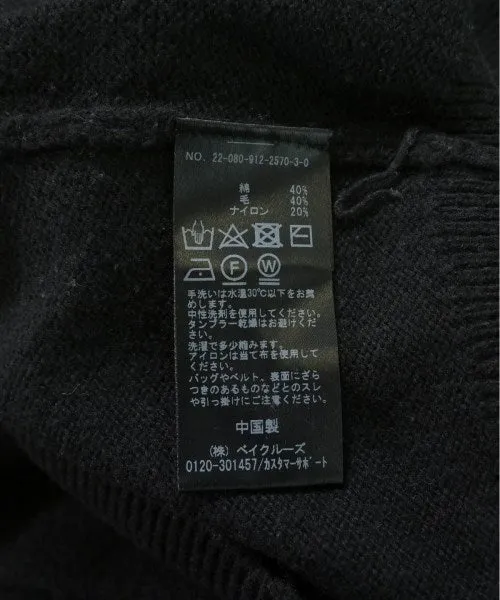 NO. 22-080-912-2570-3-0
綿 40%
毛 40%
ナイロン 20%
F W
手洗いは水温30℃以下をお薦
めします。
中性洗剤を使用してください。
タンブラー乾燥はお避けくだ
さい。
洗濯で多少縮みます。
アイロンは当て布を使用して
ください。
バッグやベルト、表面にざら
つきのあるものなどとのスレ
や引っ掛けにご注意ください。
中国製
(株) ベイクルーズ
0120-301457/カスタマーサポート